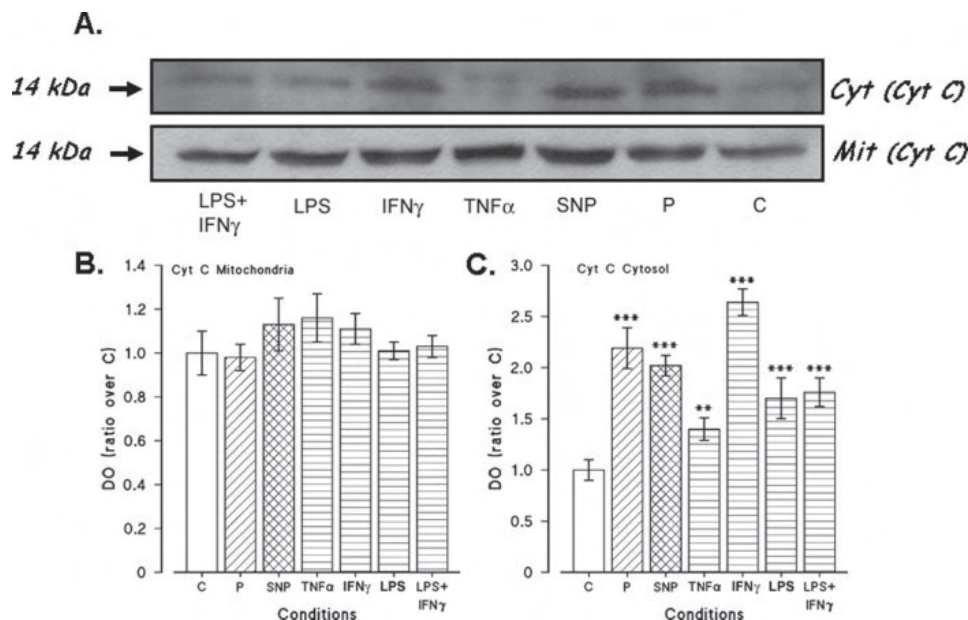 A.
14 kDa
Cyt (Cyt C)
14 kDa
Mit (Cyt C)
LPS+
IFNγ
LPS
IFNγ
TNFα
SNP
P
C
B.
Cyt C Mitochondria
DO (ratio over C)
1.4
1.2
1.0
0.8
0.6
0.4
0.2
0
C
P
SNP
TNFα
IFNγ
LPS
LPS+
IFNγ
Conditions
C.
Cyt C Cytosol
DO (ratio over C)
3.0
2.5
2.0
1.5
1.0
0.5
0
***
***
**
***
***
***
C
P
SNP
TNFα
IFNγ
LPS
LPS+
IFNγ
Conditions